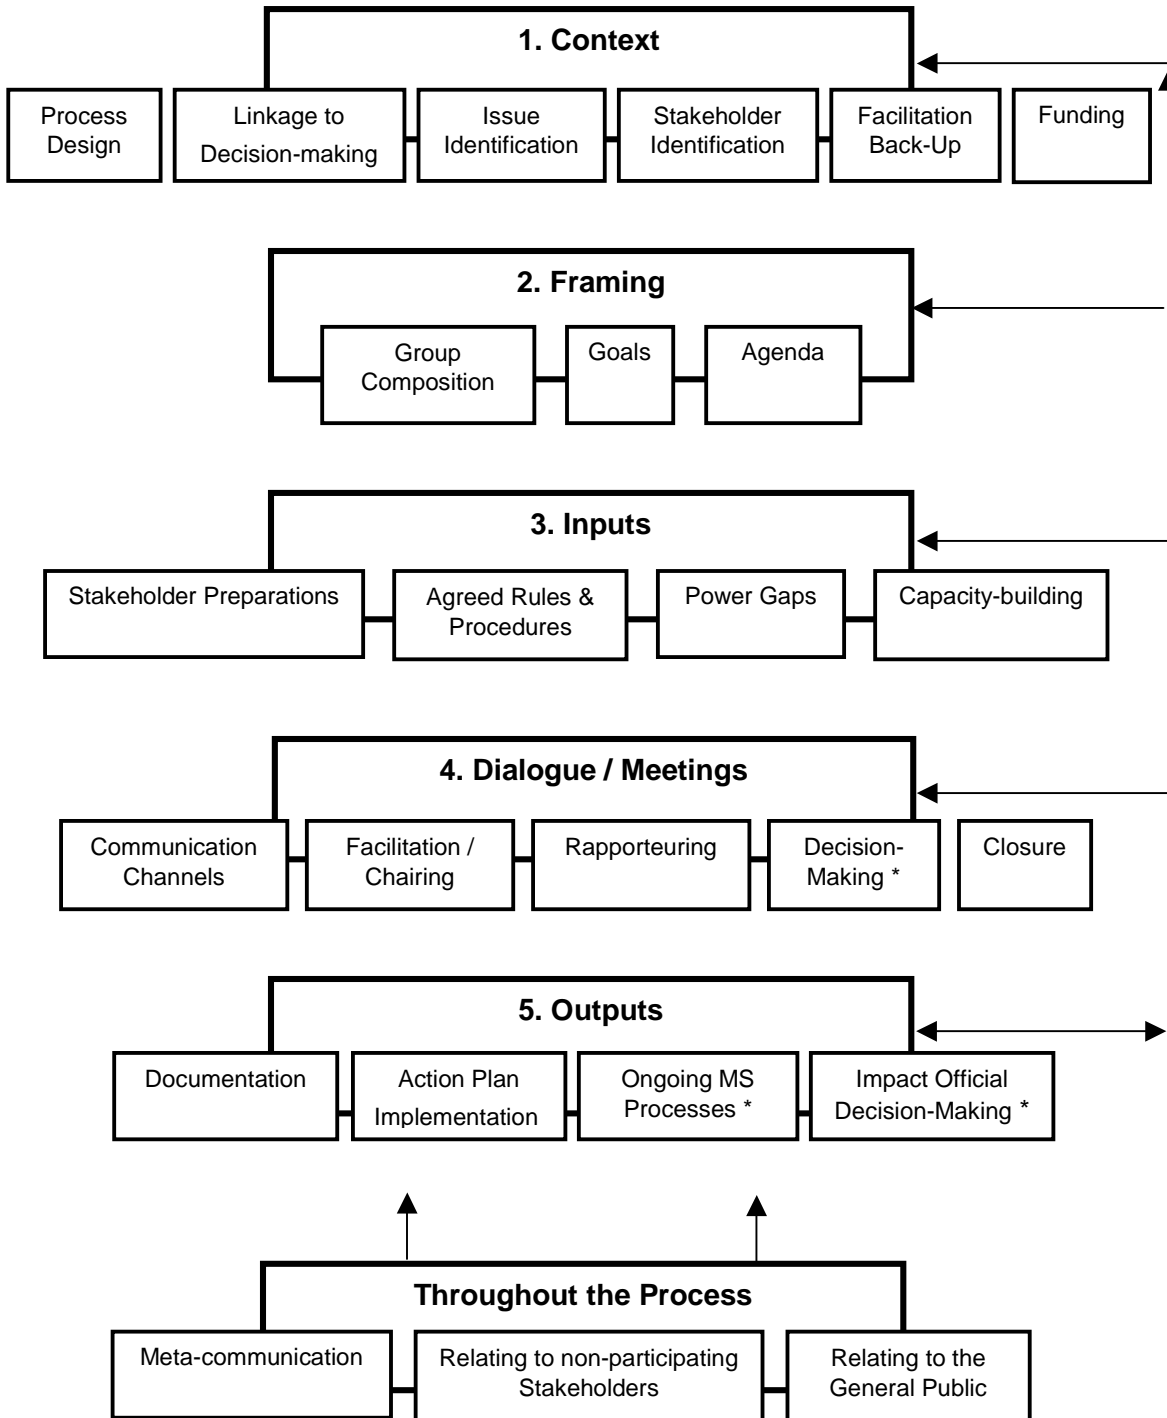 1. Context
Process
Design
Linkage to
Decision-making
Issue
Identification
Stakeholder
Identification
Facilitation
Back-Up
Funding
2. Framing
Group
Composition
Goals
Agenda
3. Inputs
Stakeholder Preparations
Agreed Rules &
Procedures
Power Gaps
Capacity-building
4. Dialogue / Meetings
Communication
Channels
Facilitation /
Chairing
Rapporteuring
Decision-
Making *
Closure
5. Outputs
Documentation
Action Plan
Implementation
Ongoing MS
Processes *
Impact Official
Decision-Making *
Throughout the Process
Meta-communication
Relating to non-participating
Stakeholders
Relating to the
General Public